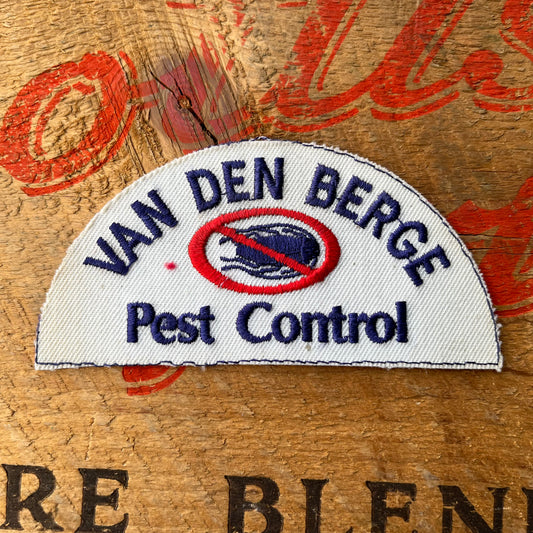 VAN DEN BERGE
Pest Control
RE BLEN